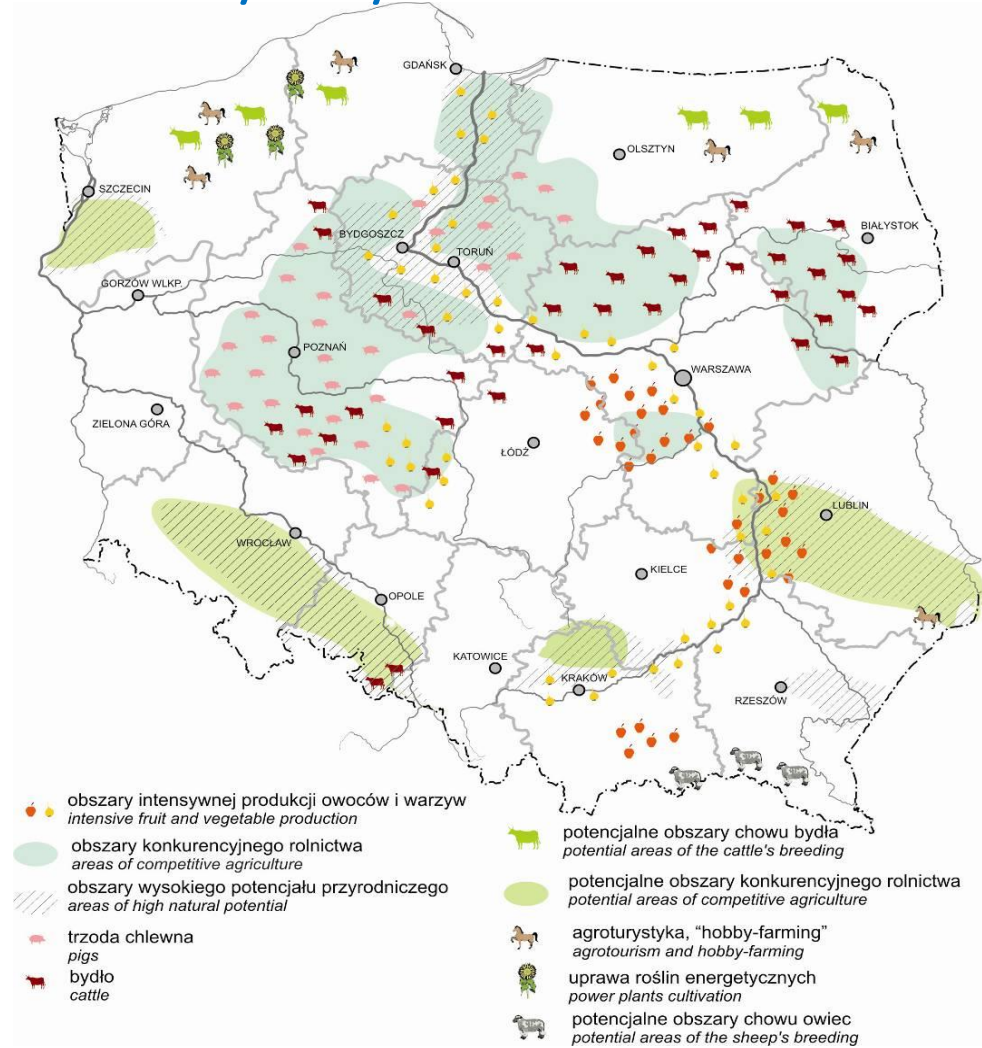 GDAŃSK
OLSZTYN
SZCZECIN
BIAŁYSTOK
BYDGOSZCZ
TORUŃ
GORZÓW WLKP.
POZNAŃ
WARSZAWA
ZIELONA GÓRA
ŁÓDŹ
LUBLIN
WROCŁAW
KIELCE
OPOLE
KATOWICE
KRAKÓW
RZESZÓW
obszary intensywnej produkcji owoców i warzyw
intensive fruit and vegetable production
obszary konkurencyjnego rolnictwa
areas of competitive agriculture
obszary wysokiego potencjału przyrodniczego
areas of high natural potential
trzoda chlewna
pigs
bydło
cattle
potencjalne obszary chowu bydła
potential areas of the cattle's breeding
potencjalne obszary konkurencyjnego rolnictwa
potential areas of competitive agriculture
agroturystyka, "hobby-farming"
agrotourism and hobby-farming
uprawa roślin energetycznych
power plants cultivation
potencjalne obszary chowu owiec
potential areas of the sheep's breeding